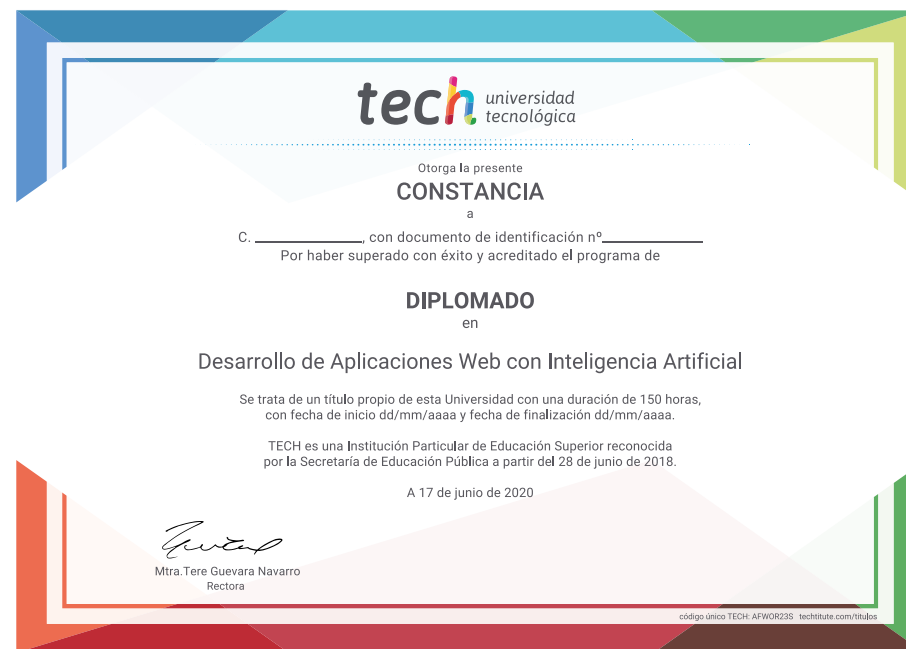 tech universidad
tecnológica
Otorga la presente
CONSTANCIA
a
C. ____________, con documento de identificación nº____________
Por haber superado con éxito y acreditado el programa de
DIPLOMADO
en
Desarrollo de Aplicaciones Web con Inteligencia Artificial
Se trata de un título propio de esta Universidad con una duración de 150 horas,
con fecha de inicio dd/mm/aaaa y fecha de finalización dd/mm/aaaa.
TECH es una Institución Particular de Educación Superior reconocida
por la Secretaría de Educación Pública a partir del 28 de junio de 2018.
A 17 de junio de 2020
Mtra.Tere Guevara Navarro
Rectora
código único TECH: AFWOR23S techtitute.com/titulos